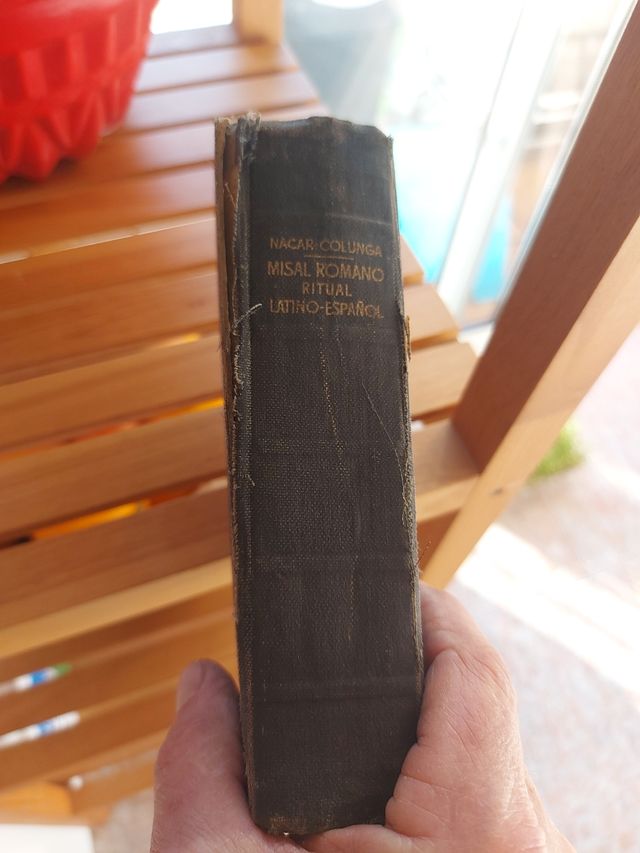 NACAR-COLUNGA
MISAL ROMANO
RITUAL
LATINO-ESPAÑOL